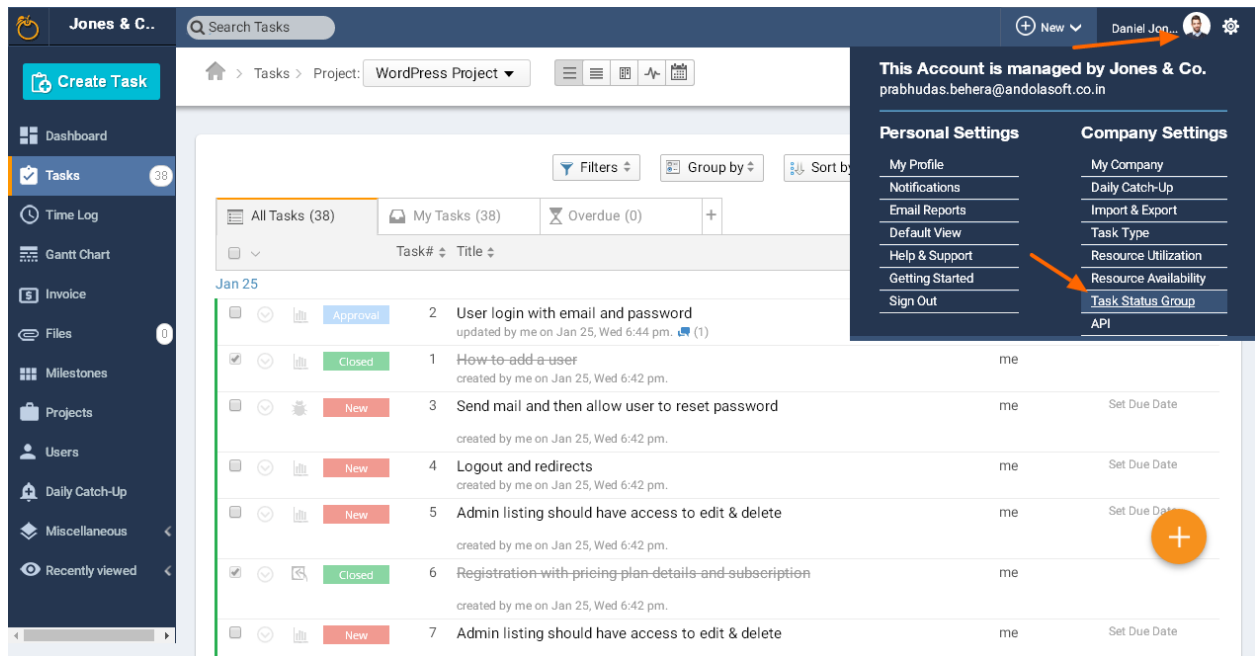 Jones & C..
Search Tasks
New
Daniel Jon...
Create Task
Dashboard
Tasks 38
Time Log
Gantt Chart
Invoice
Files 0
Milestones
Projects
Users
Daily Catch-Up
Miscellaneous
Recently viewed
> Tasks > Project: WordPress Project
This Account is managed by Jones & Co.
prabhudas.behera@andolasoft.co.in
Personal Settings
My Profile
Notifications
Email Reports
Default View
Help & Support
Getting Started
Sign Out
Company Settings
My Company
Daily Catch-Up
Import & Export
Task Type
Resource Utilization
Resource Availability
Task Status Group
API
Filters Group by Sort by
All Tasks (38) My Tasks (38) Overdue (0) +
Task# Title
Jan 25
Approval 2 User login with email and password
updated by me on Jan 25, Wed 6:44 pm. (1)
Closed 1 How to add a user me
created by me on Jan 25, Wed 6:42 pm.
New 3 Send mail and then allow user to reset password me Set Due Date
created by me on Jan 25, Wed 6:42 pm.
New 4 Logout and redirects me Set Due Date
created by me on Jan 25, Wed 6:42 pm.
New 5 Admin listing should have access to edit & delete me Set Due Date
created by me on Jan 25, Wed 6:42 pm.
Closed 6 Registration with pricing plan details and subscription me
created by me on Jan 25, Wed 6:42 pm.
New 7 Admin listing should have access to edit & delete me Set Due Date